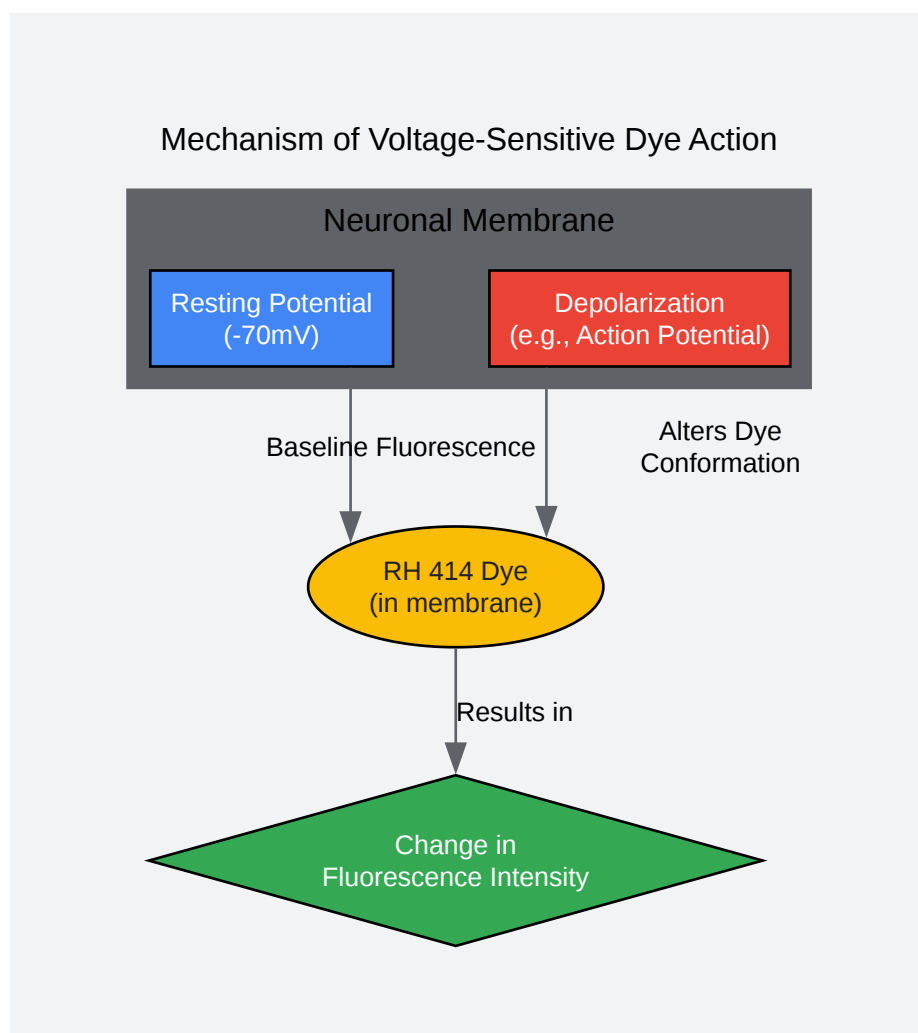 Mechanism of Voltage-Sensitive Dye Action
Neuronal Membrane
Resting Potential
(-70mV)
Depolarization
(e.g., Action Potential)
Baseline Fluorescence
Alters Dye
Conformation
RH 414 Dye
(in membrane)
Results in
Change in
Fluorescence Intensity